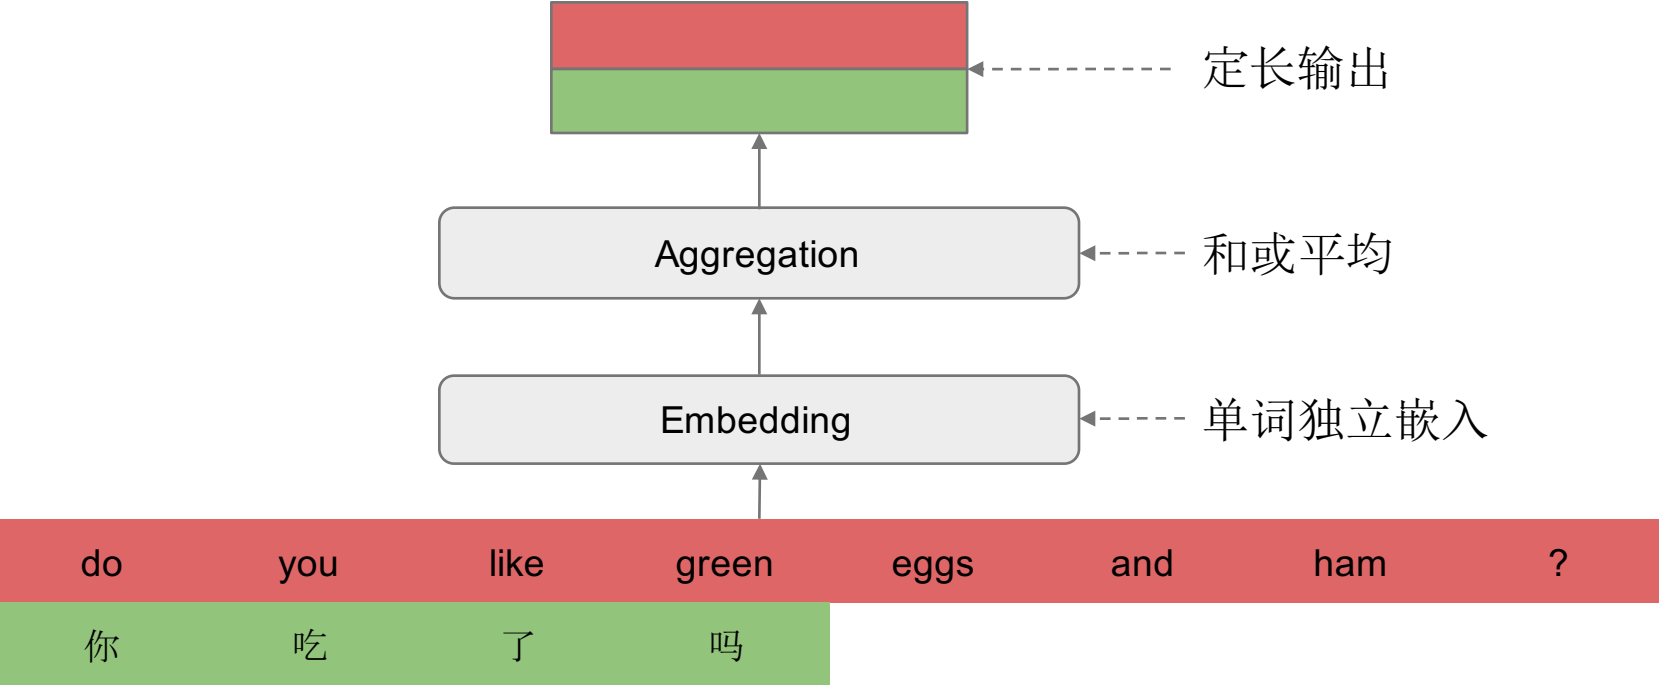 定长输出
Aggregation
和或平均
Embedding
单词独立嵌入
do you like green eggs and ham ?
你 吃 了 吗